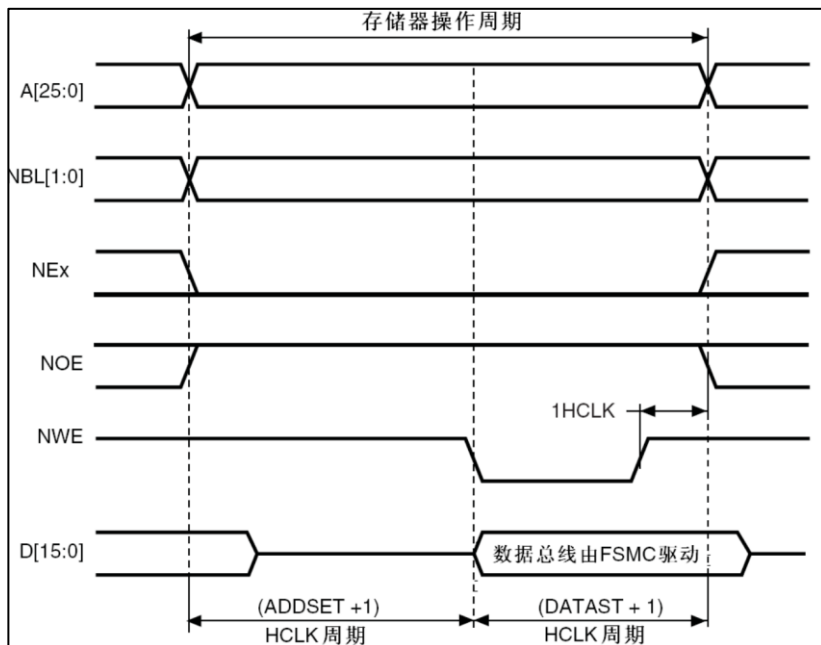 存储器操作周期
A[25:0]
NBL[1:0]
NEx
NOE
1HCLK
NWE
D[15:0]
数据总线由FSMC驱动
(ADDSET +1)
HCLK 周期
(DATAST + 1)
HCLK 周期